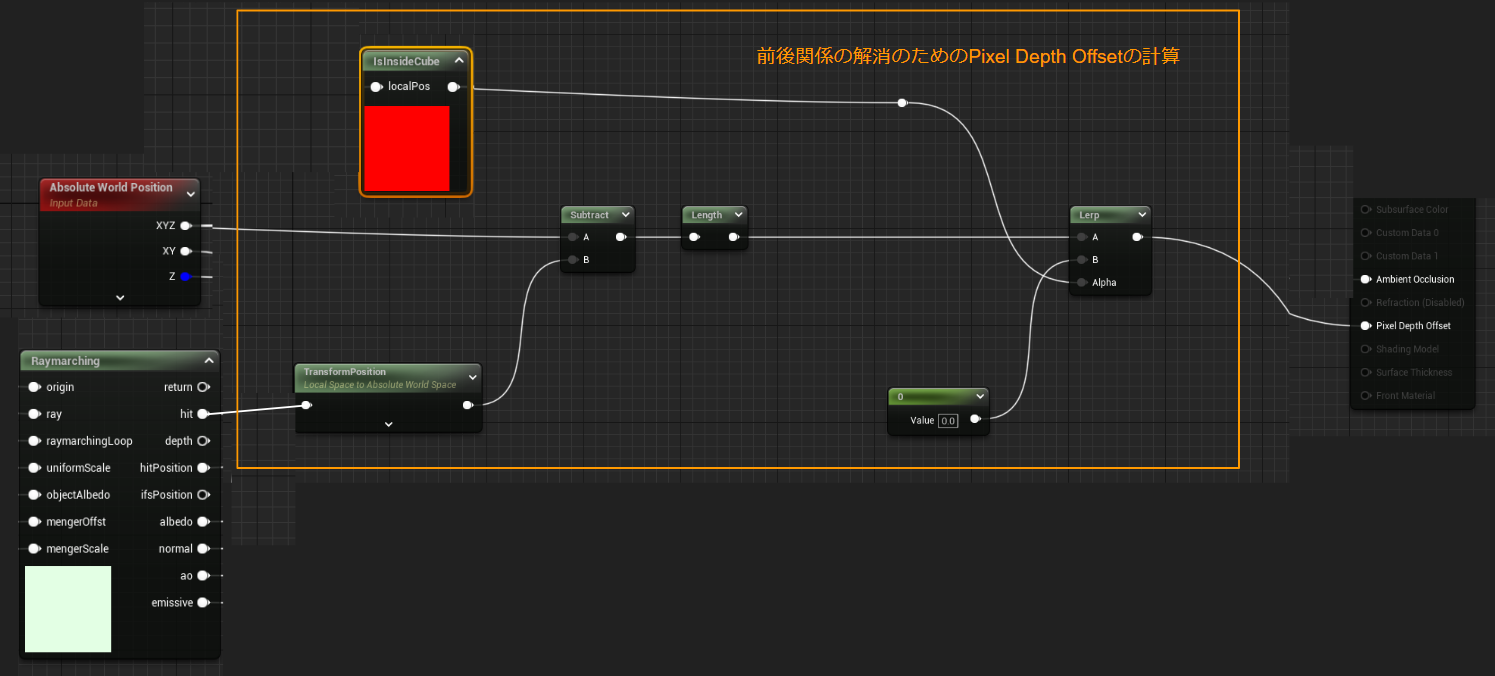 前後関係の解消のためのPixel Depth Offsetの計算
IsInsideCube
localPos
Absolute World Position
Input Data
XYZ
XY
Z
Subtract
A
B
Length
Lerp
A
B
Alpha
Subsurface Color
Custom Data 0
Custom Data 1
Ambient Occlusion
Refraction (Disabled)
Pixel Depth Offset
Shading Model
Surface Thickness
Front Material
Raymarching
origin return
ray hit
raymarchingLoop depth
uniformScale hitPosition
objectAlbedo ifsPosition
mengerOffst albedo
mengerScale normal
ao
emissive
TransformPosition
Local Space to Absolute World Space
0
Value 0.0